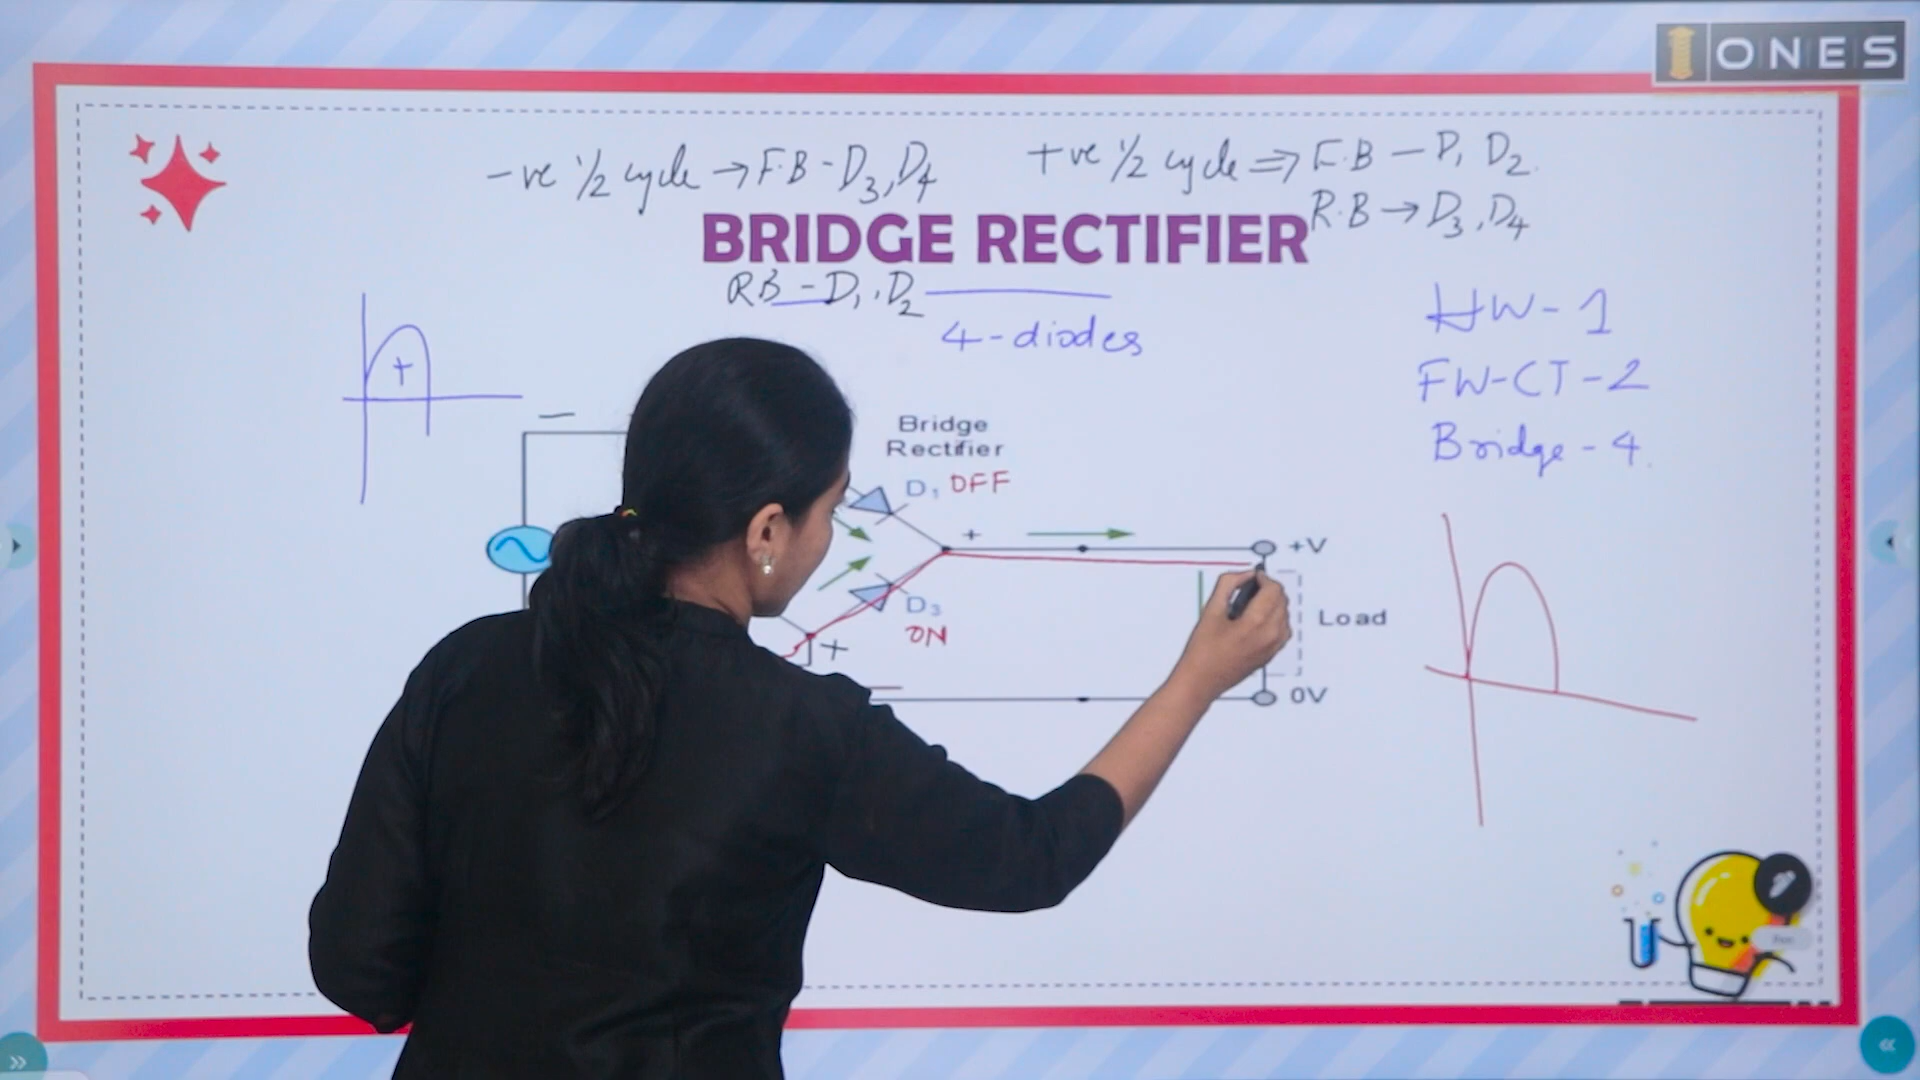 ONES
-ve 1/2 cycle → F.B - D3, D4
+ve 1/2 cycle ⇒ F.B - D1 D2
R.B → D3, D4
BRIDGE RECTIFIER
RB - D1, D2
4-diodes
HW-1
FW-CT-2
Bridge - 4
+
−
Bridge
Rectifier
D1 OFF
+
+V
D3
ON
+
Load
0V